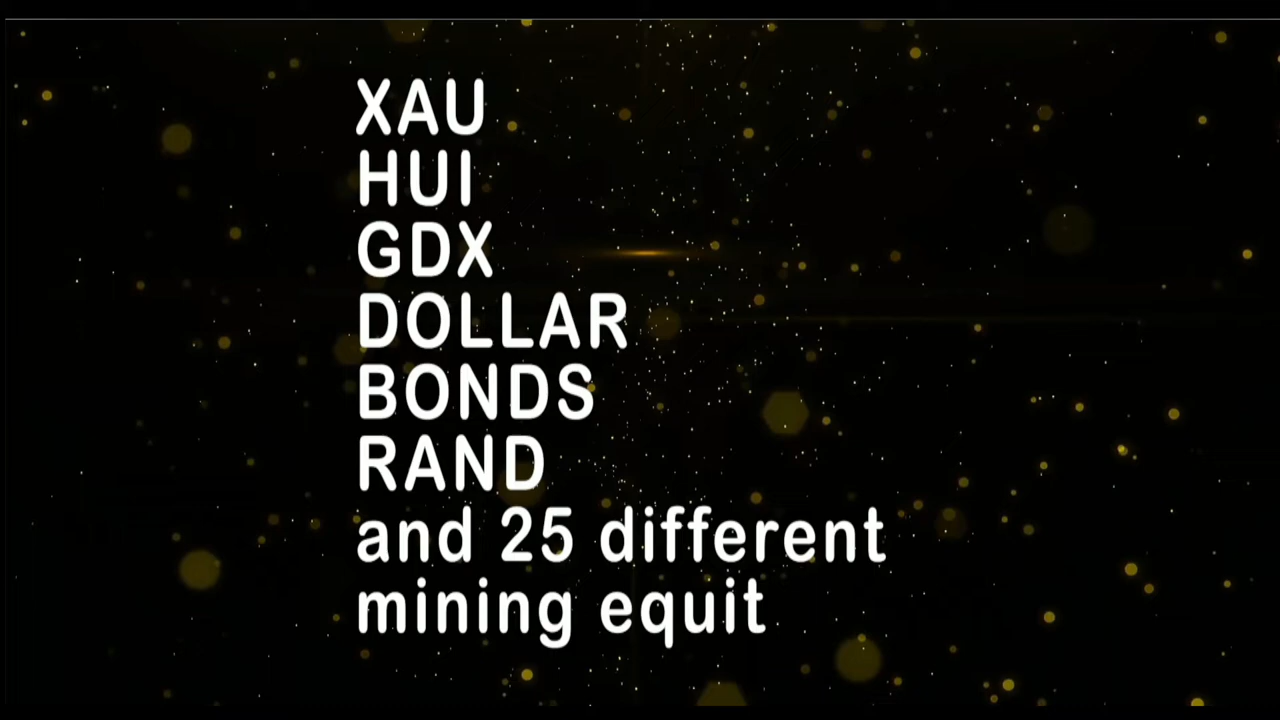 XAU
HUI
GDX
DOLLAR
BONDS
RAND
and 25 different
mining equit